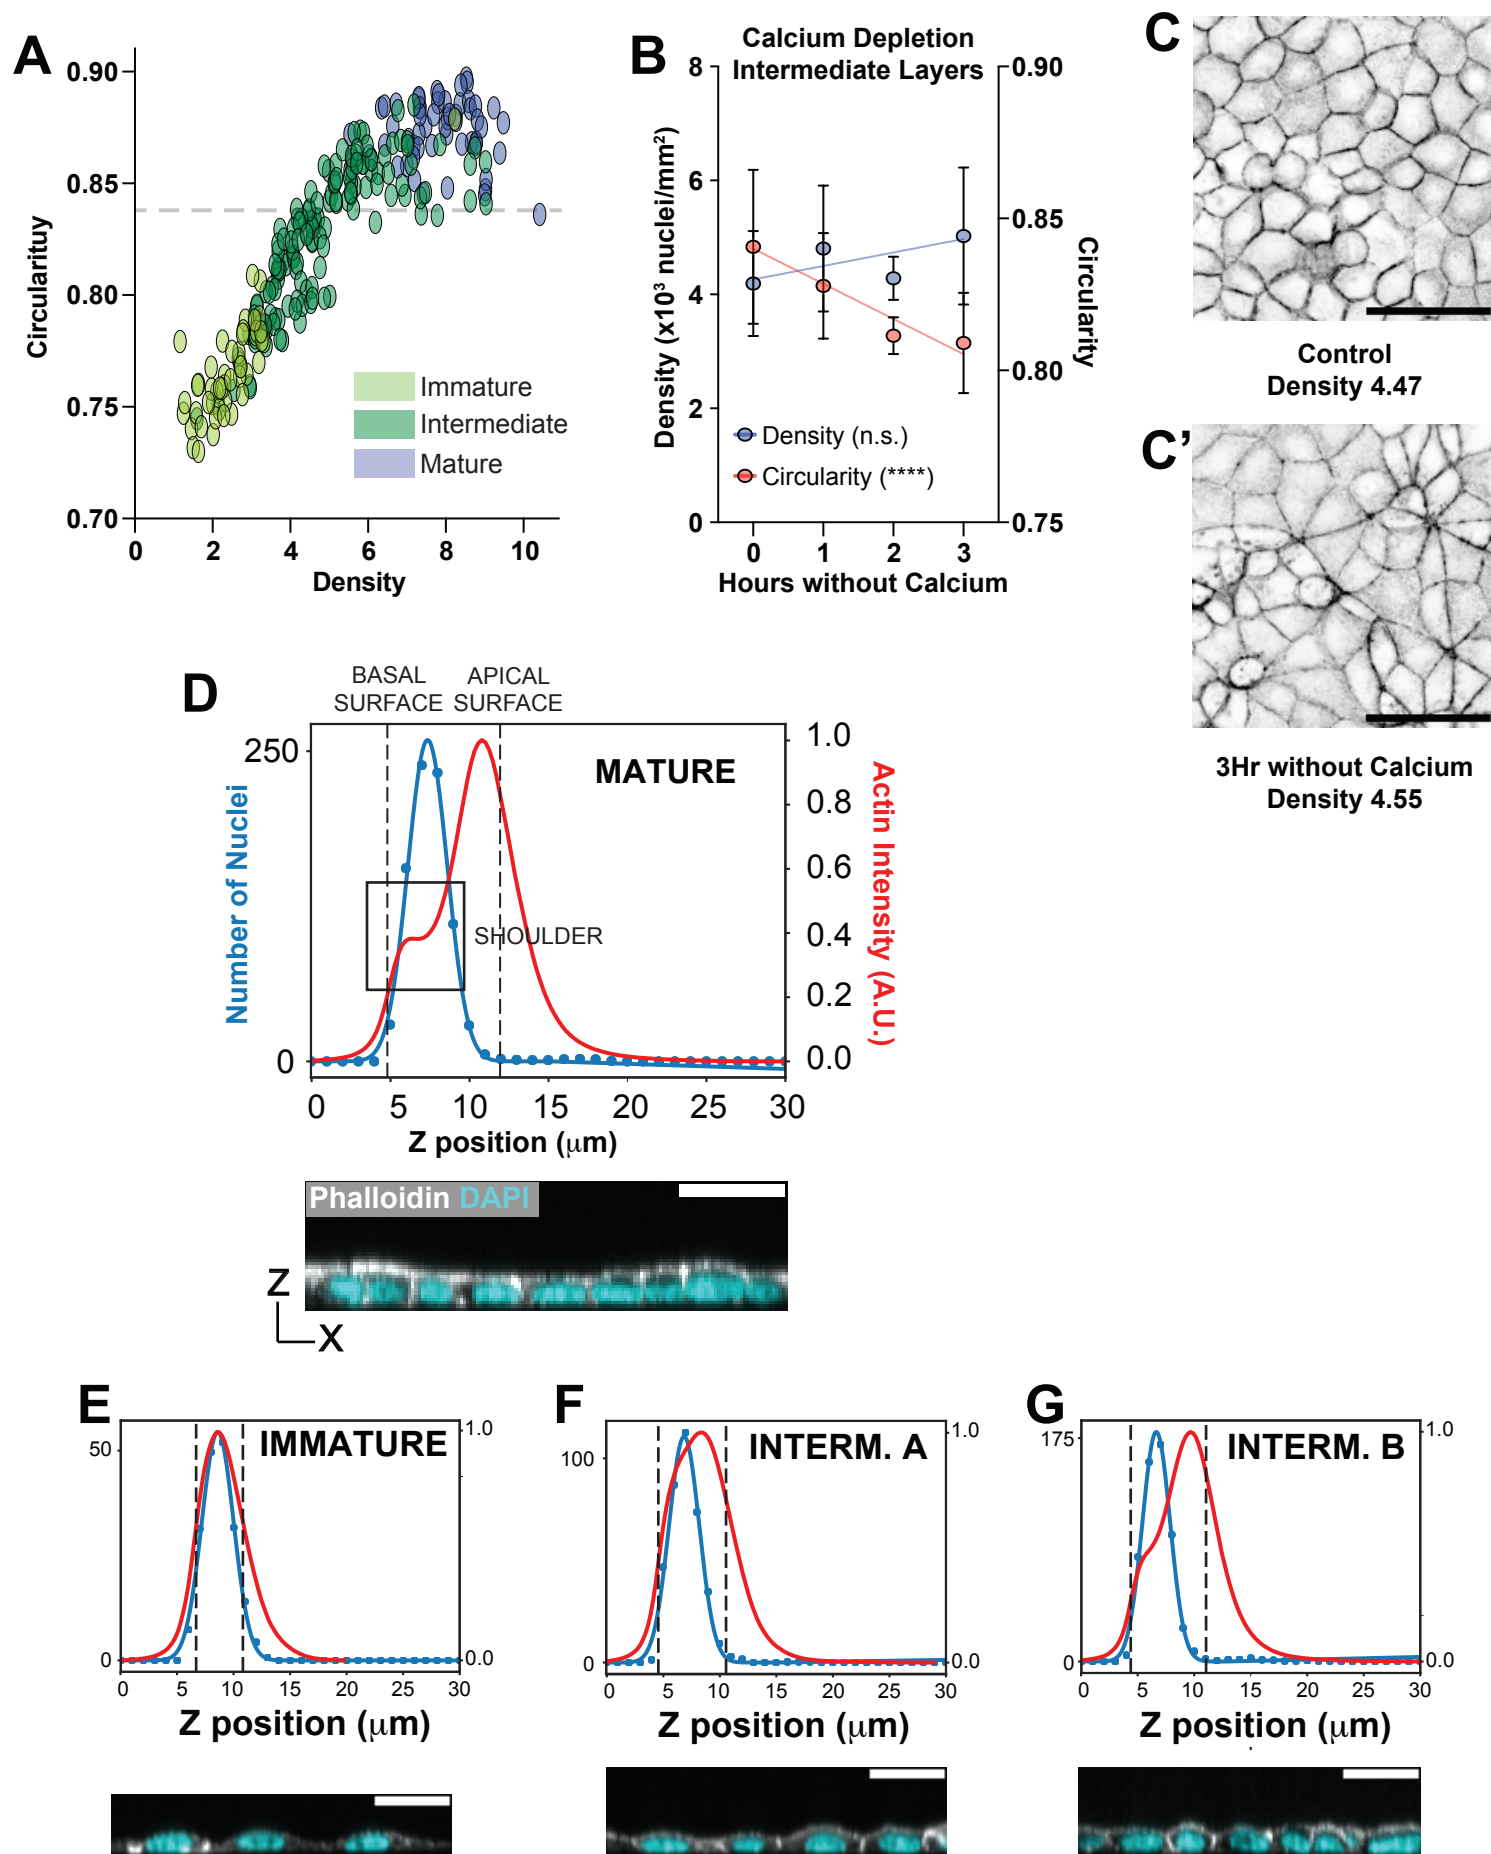 A
0.90
0.85
0.80
0.75
0.70
Circularituy
0
2
4
6
8
10
Density
Immature
Intermediate
Mature
B
Calcium Depletion
Intermediate Layers
8
6
4
2
0
Density (x10³ nuclei/mm²)
0.90
0.85
0.80
0.75
Circularity
Density (n.s.)
Circularity (****)
0
1
2
3
Hours without Calcium
C
Control
Density 4.47
C’
3Hr without Calcium
Density 4.55
D
BASAL
SURFACE
APICAL
SURFACE
MATURE
SHOULDER
250
0
Number of Nuclei
1.0
0.8
0.6
0.4
0.2
0.0
Actin Intensity (A.U.)
0
5
10
15
20
25
30
Z position (μm)
Phalloidin DAPI
Z
X
E
IMMATURE
50
0
1.0
0.0
0
5
10
15
20
25
30
Z position (μm)
F
INTERM. A
100
0
1.0
0.0
0
5
10
15
20
25
30
Z position (μm)
G
INTERM. B
175
0
1.0
0.0
0
5
10
15
20
25
30
Z position (μm)